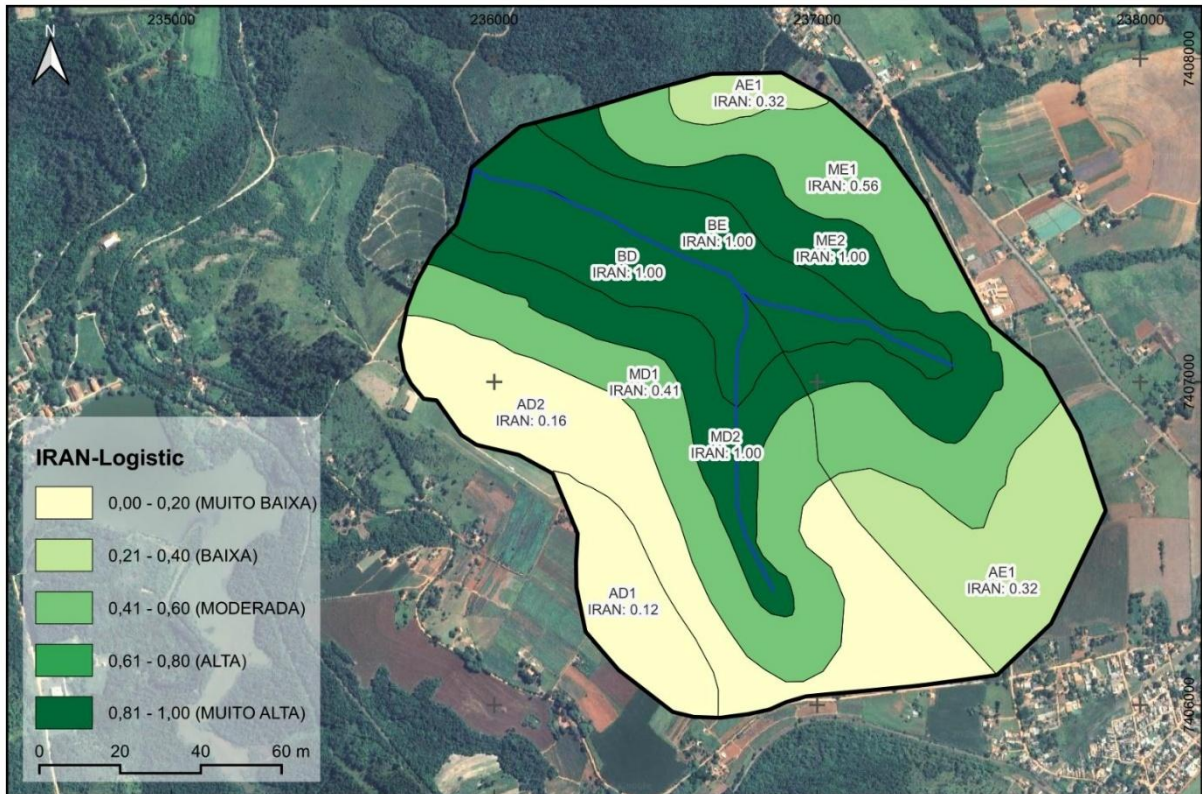 235000
236000
237000
238000
N
7408000
AE1
IRAN: 0.32
ME1
IRAN: 0.56
BE
IRAN: 1.00
ME2
IRAN: 1.00
BD
IRAN: 1.00
7407000
MD1
IRAN: 0.41
AD2
IRAN: 0.16
MD2
IRAN: 1.00
AE1
IRAN: 0.32
AD1
IRAN: 0.12
7406000
IRAN-Logistic
0,00 - 0,20 (MUITO BAIXA)
0,21 - 0,40 (BAIXA)
0,41 - 0,60 (MODERADA)
0,61 - 0,80 (ALTA)
0,81 - 1,00 (MUITO ALTA)
0 20 40 60 m